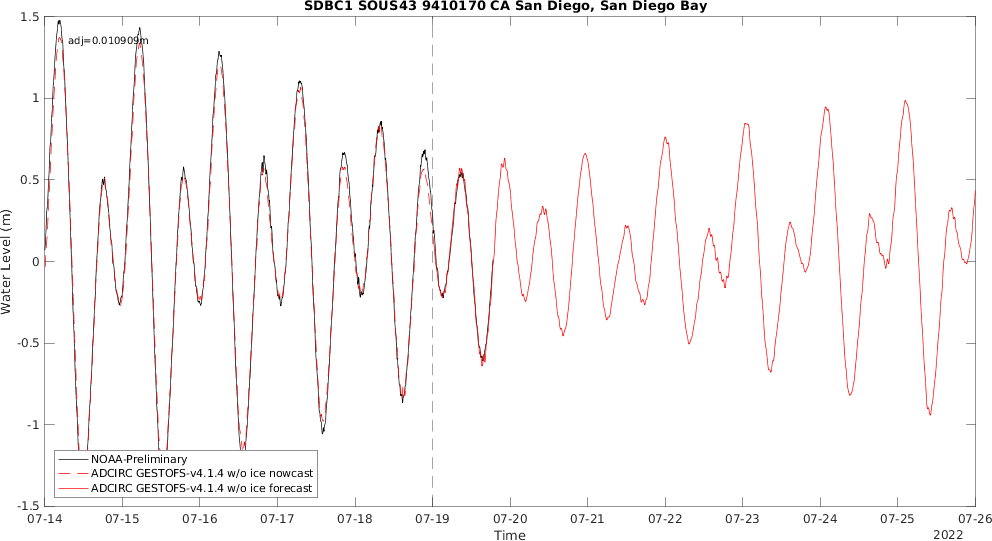 SDBC1 SOUS43 9410170 CA San Diego, San Diego Bay
1.5
adj=0.010909m
1
0.5
0
-0.5
-1
-1.5
Water Level (m)
NOAA-Preliminary
ADCIRC GESTOFS-v4.1.4 w/o ice nowcast
ADCIRC GESTOFS-v4.1.4 w/o ice forecast
07-14 07-15 07-16 07-17 07-18 07-19 07-20 07-21 07-22 07-23 07-24 07-25 07-26
Time
2022